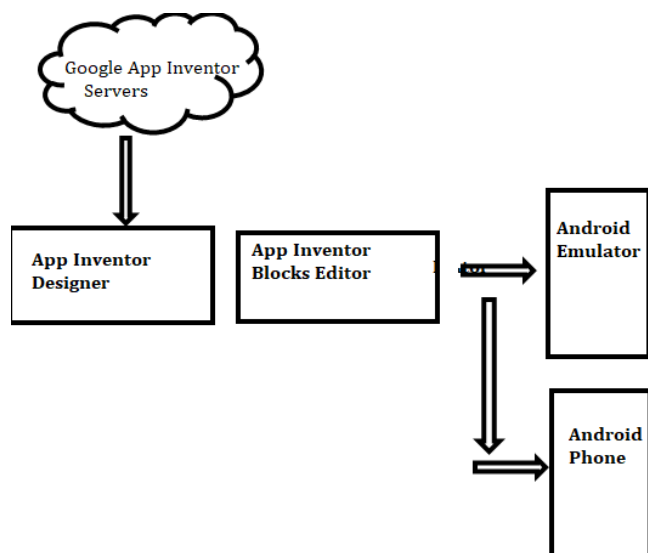 Google App Inventor
Servers
App Inventor
Designer
App Inventor
Blocks Editor
Android
Emulator
Android
Phone